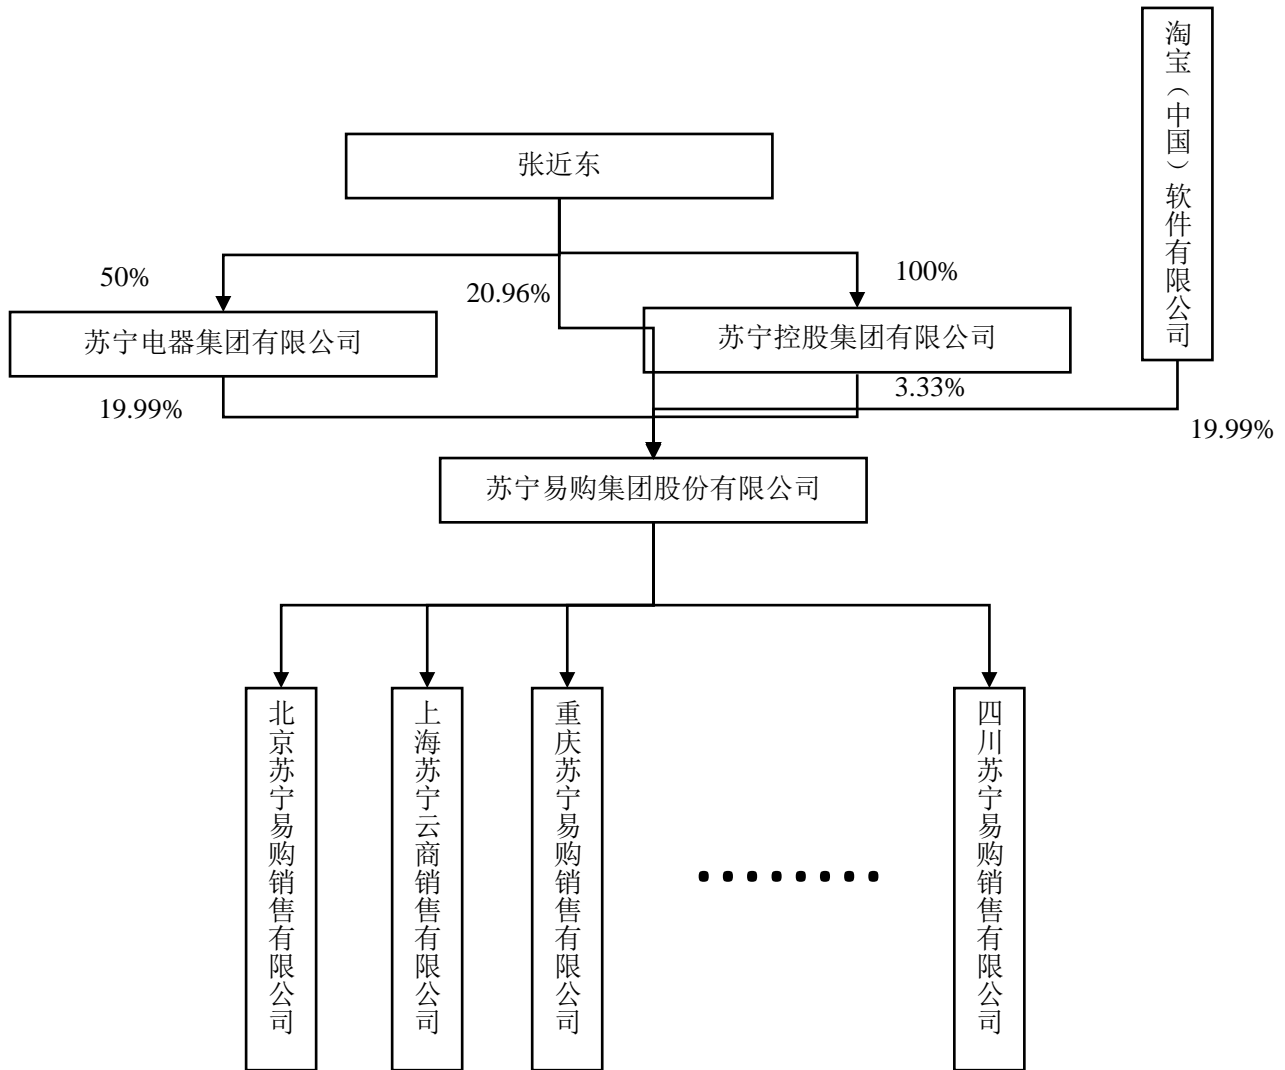 淘宝（中国）软件有限公司
张近东
50%
20.96%
100%
苏宁电器集团有限公司
苏宁控股集团有限公司
19.99%
3.33%
19.99%
苏宁易购集团股份有限公司
北京苏宁易购销售有限公司
上海苏宁云商销售有限公司
重庆苏宁易购销售有限公司
........
四川苏宁易购销售有限公司